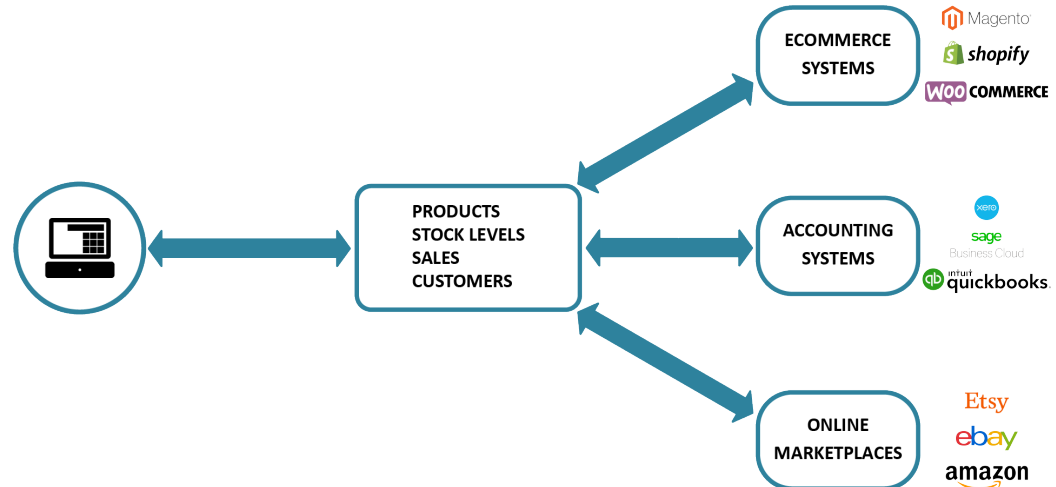 ECOMMERCE
SYSTEMS
Magento
shopify
WOO COMMERCE
PRODUCTS
STOCK LEVELS
SALES
CUSTOMERS
ACCOUNTING
SYSTEMS
xero
sage
Business Cloud
intuit
qb quickbooks.
ONLINE
MARKETPLACES
Etsy
ebay
amazon